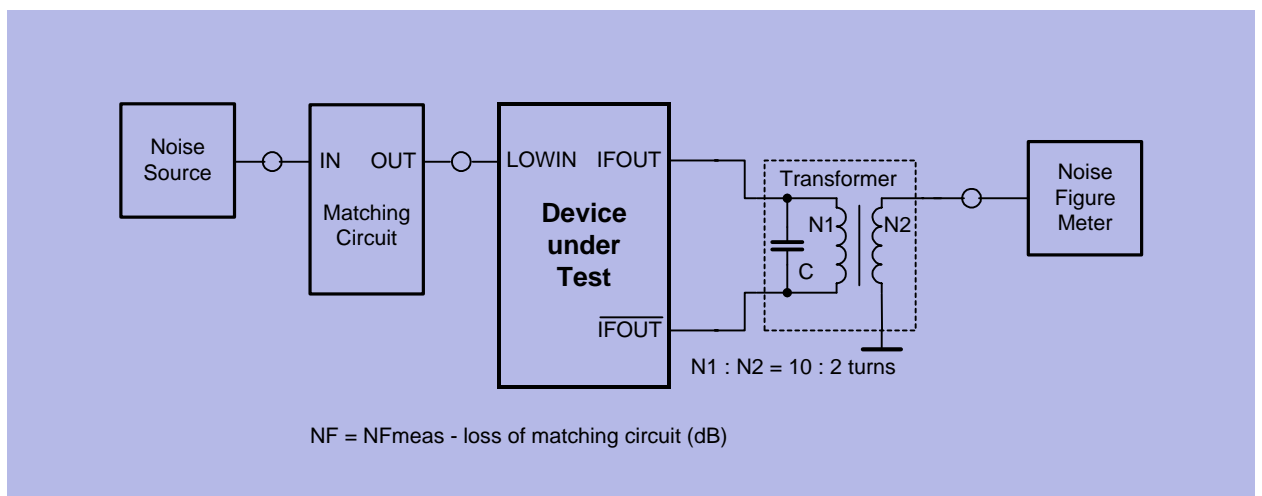 Noise
Source
IN OUT
Matching
Circuit
LOWIN IFOUT
Device
under
Test
IFOUT
Transformer
N1 N2
C
N1 : N2 = 10 : 2 turns
Noise
Figure
Meter
NF = NFmeas - loss of matching circuit (dB)